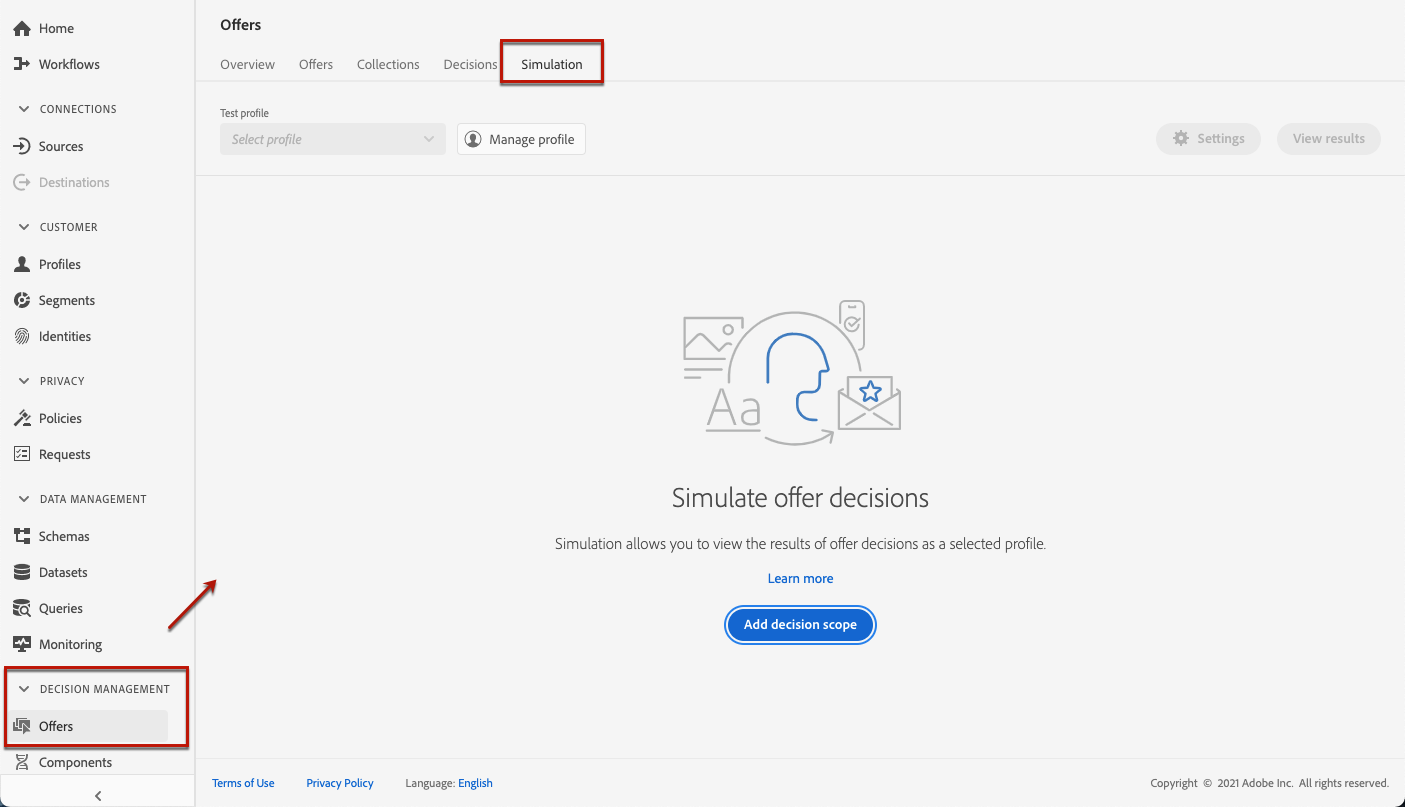 Home
Workflows
CONNECTIONS
Sources
Destinations
CUSTOMER
Profiles
Segments
Identities
PRIVACY
Policies
Requests
DATA MANAGEMENT
Schemas
Datasets
Queries
Monitoring
DECISION MANAGEMENT
Offers
Components
Offers
Overview Offers Collections Decisions Simulation
Test profile
Select profile Manage profile Settings View results
Aa
Simulate offer decisions
Simulation allows you to view the results of offer decisions as a selected profile.
Learn more
Add decision scope
Terms of Use Privacy Policy Language: English Copyright © 2021 Adobe Inc. All rights reserved.